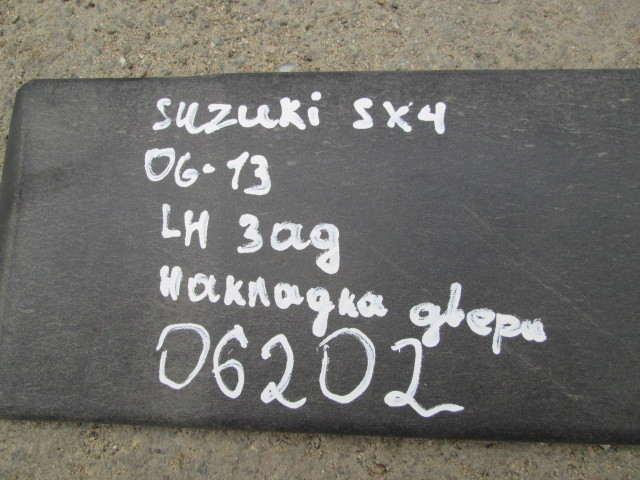 Suzuki SX4
06-13
LH Зад
Накладка двери
06202